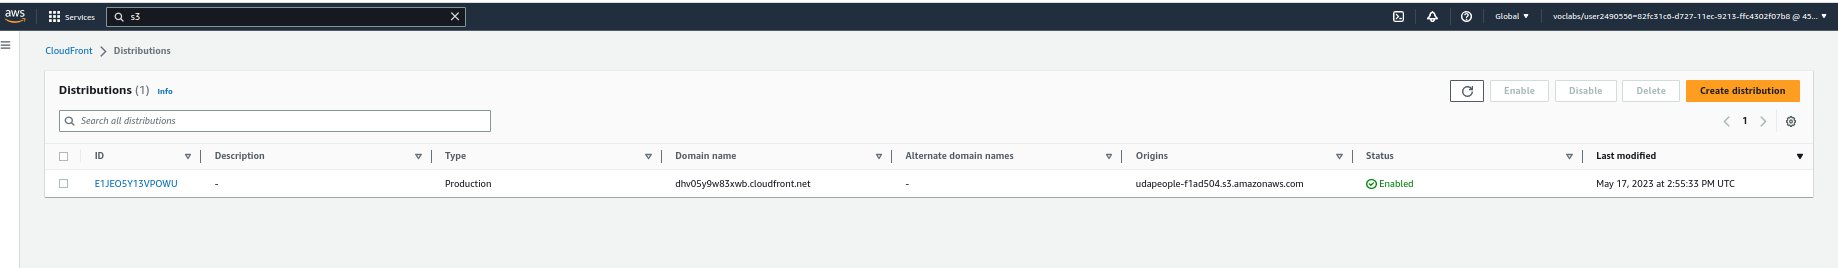 aws Services s3 Global voclabs/user2490556=82fc31c6-d727-11ec-9213-ffc4302f07b8 @ 45...
CloudFront Distributions
Distributions (1) Info Enable Disable Delete Create distribution
Search all distributions 1
ID Description Type Domain name Alternate domain names Origins Status Last modified
E1JEO5Y13VPOWU - Production dhv05y9w83xwb.cloudfront.net - udapeople-f1ad504.s3.amazonaws.com Enabled May 17, 2023 at 2:55:33 PM UTC